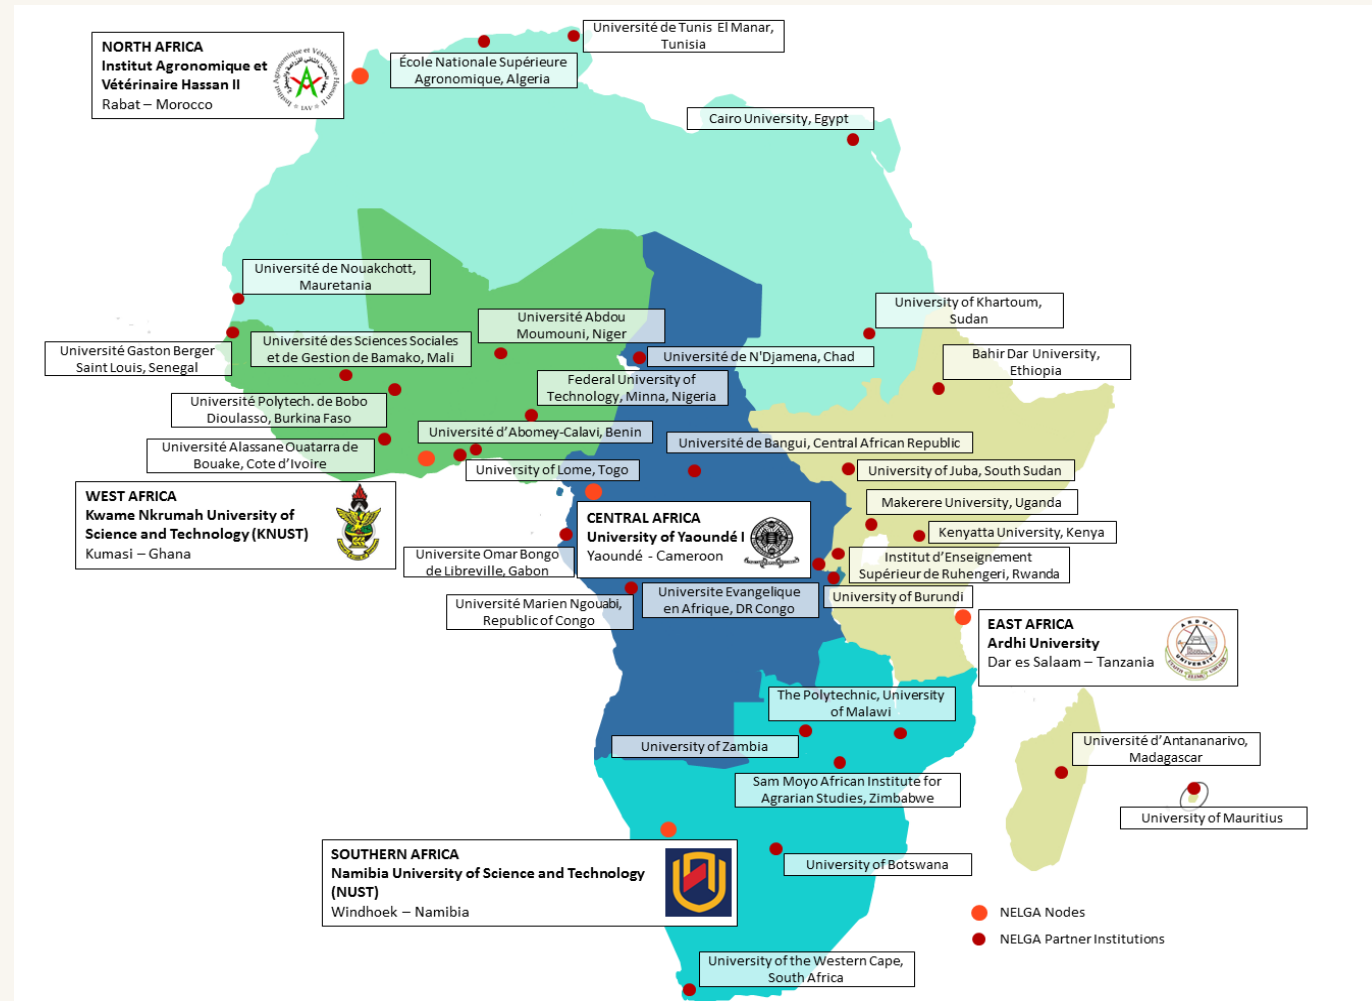 NORTH AFRICA
Institut Agronomique et
Vétérinaire Hassan II
Rabat – Morocco
Université de Tunis El Manar,
Tunisia
École Nationale Supérieure
Agronomique, Algeria
Cairo University, Egypt
Université de Nouakchott,
Mauretania
University of Khartoum,
Sudan
Université Abdou
Moumouni, Niger
Université Gaston Berger
Saint Louis, Senegal
Université des Sciences Sociales
et de Gestion de Bamako, Mali
Université de N'Djamena, Chad
Bahir Dar University,
Ethiopia
Federal University of
Technology, Minna, Nigeria
Université Polytech. de Bobo
Dioulasso, Burkina Faso
Université d’Abomey-Calavi, Benin
Université de Bangui, Central African Republic
Université Alassane Ouatarra de
Bouake, Cote d’Ivoire
University of Lome, Togo
University of Juba, South Sudan
WEST AFRICA
Kwame Nkrumah University of
Science and Technology (KNUST)
Kumasi – Ghana
CENTRAL AFRICA
University of Yaoundé I
Yaoundé - Cameroon
Makerere University, Uganda
Kenyatta University, Kenya
Universite Omar Bongo
de Libreville, Gabon
Institut d’Enseignement
Supérieur de Ruhengeri, Rwanda
Université Marien Ngouabi,
Republic of Congo
Universite Evangelique
en Afrique, DR Congo
University of Burundi
EAST AFRICA
Ardhi University
Dar es Salaam – Tanzania
ARDHI
UNIVERSITY
The Polytechnic, University
of Malawi
University of Zambia
Université d’Antananarivo,
Madagascar
Sam Moyo African Institute for
Agrarian Studies, Zimbabwe
University of Mauritius
SOUTHERN AFRICA
Namibia University of Science and Technology
(NUST)
Windhoek – Namibia
University of Botswana
NELGA Nodes
NELGA Partner Institutions
University of the Western Cape,
South Africa